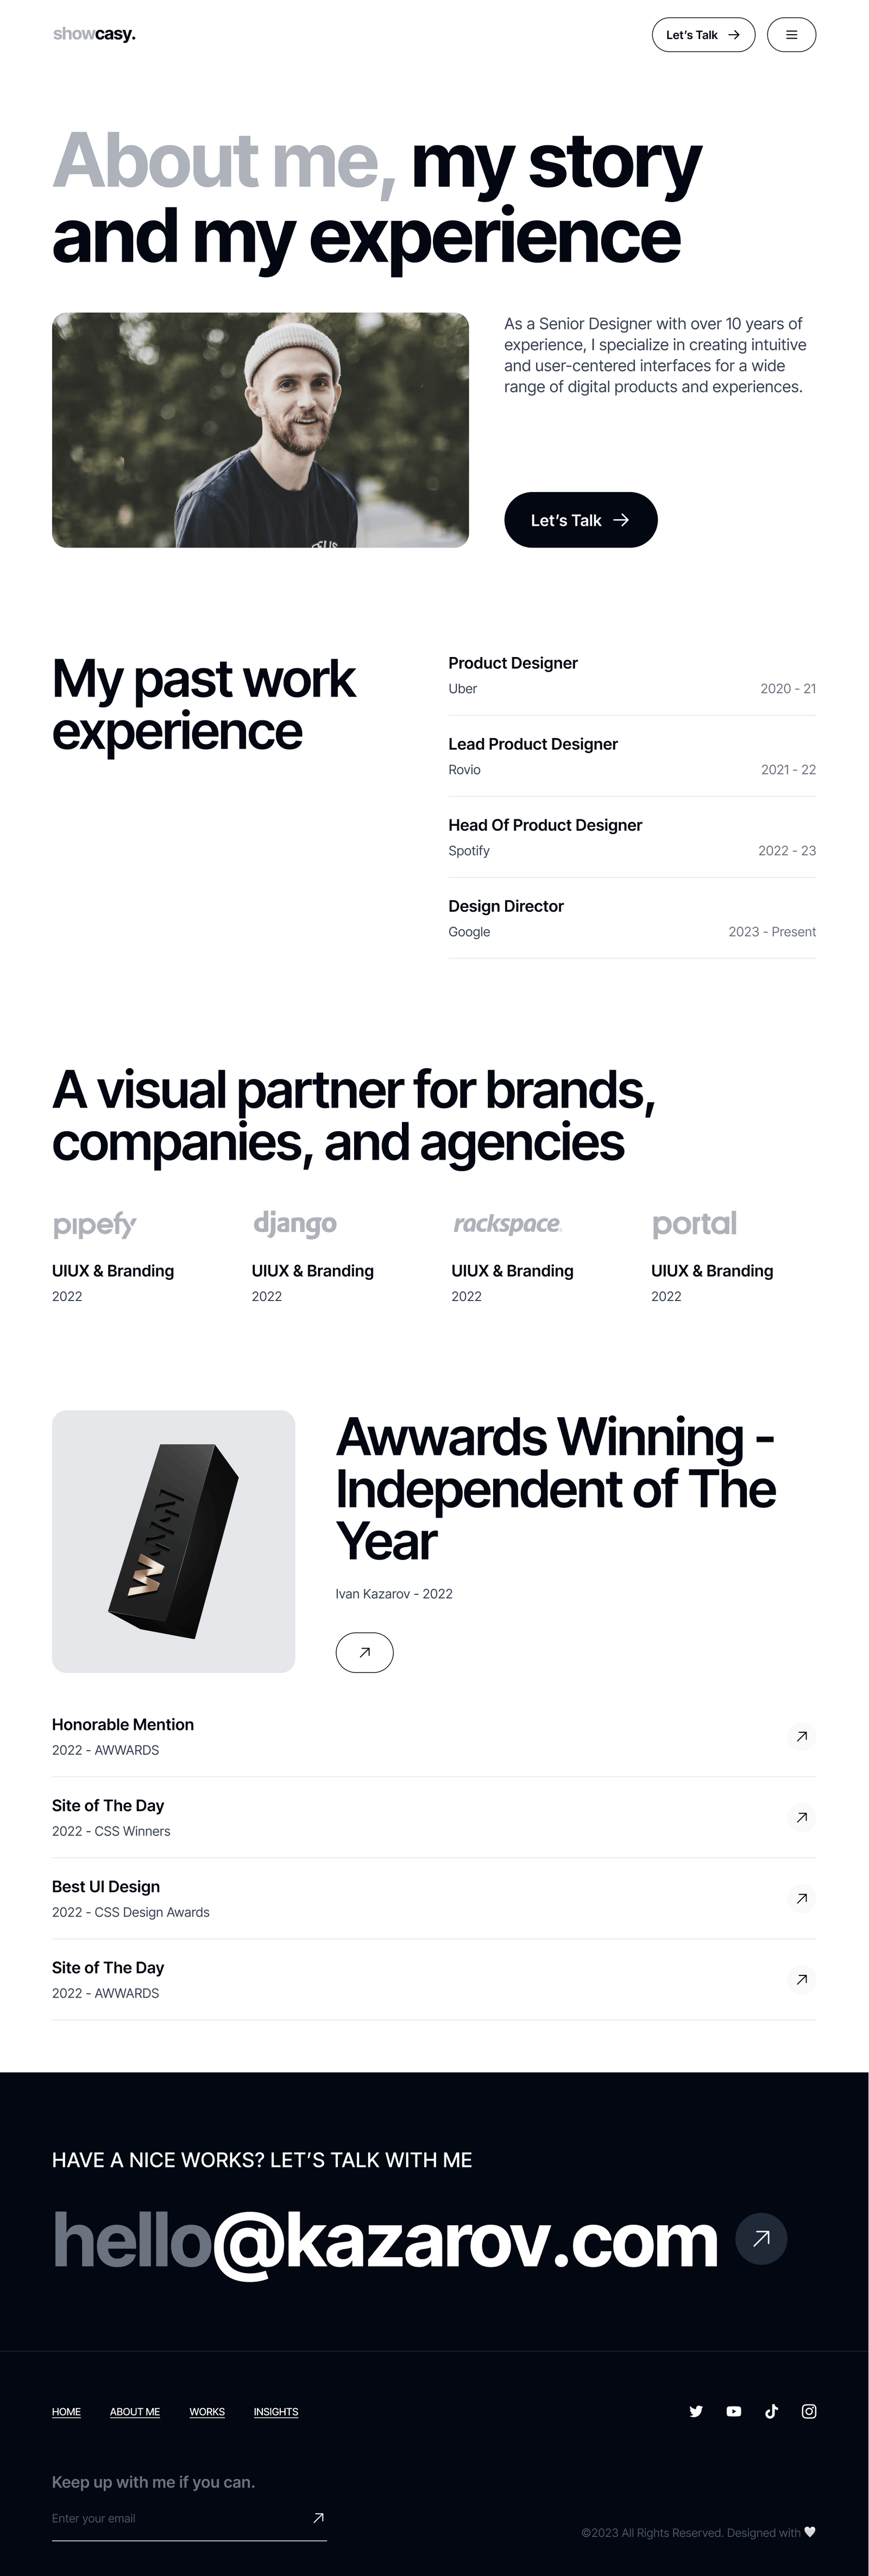 showcasy.
Let's Talk
About me, my story
and my experience
As a Senior Designer with over 10 years of
experience, I specialize in creating intuitive
and user-centered interfaces for a wide
range of digital products and experiences.
Let's Talk
My past work
experience
Product Designer
Uber 2020 - 21
Lead Product Designer
Rovio 2021 - 22
Head Of Product Designer
Spotify 2022 - 23
Design Director
Google 2023 - Present
A visual partner for brands,
companies, and agencies
pipefy django rackspace portal
UIUX & Branding UIUX & Branding UIUX & Branding UIUX & Branding
2022 2022 2022 2022
W
Awwards Winning -
Independent of The
Year
Ivan Kazarov - 2022
Honorable Mention
2022 - AWWARDS
Site of The Day
2022 - CSS Winners
Best UI Design
2022 - CSS Design Awards
Site of The Day
2022 - AWWARDS
HAVE A NICE WORKS? LET'S TALK WITH ME
hello@kazarov.com
HOME ABOUT ME WORKS INSIGHTS
Keep up with me if you can.
Enter your email
©2023 All Rights Reserved. Designed with 🤍